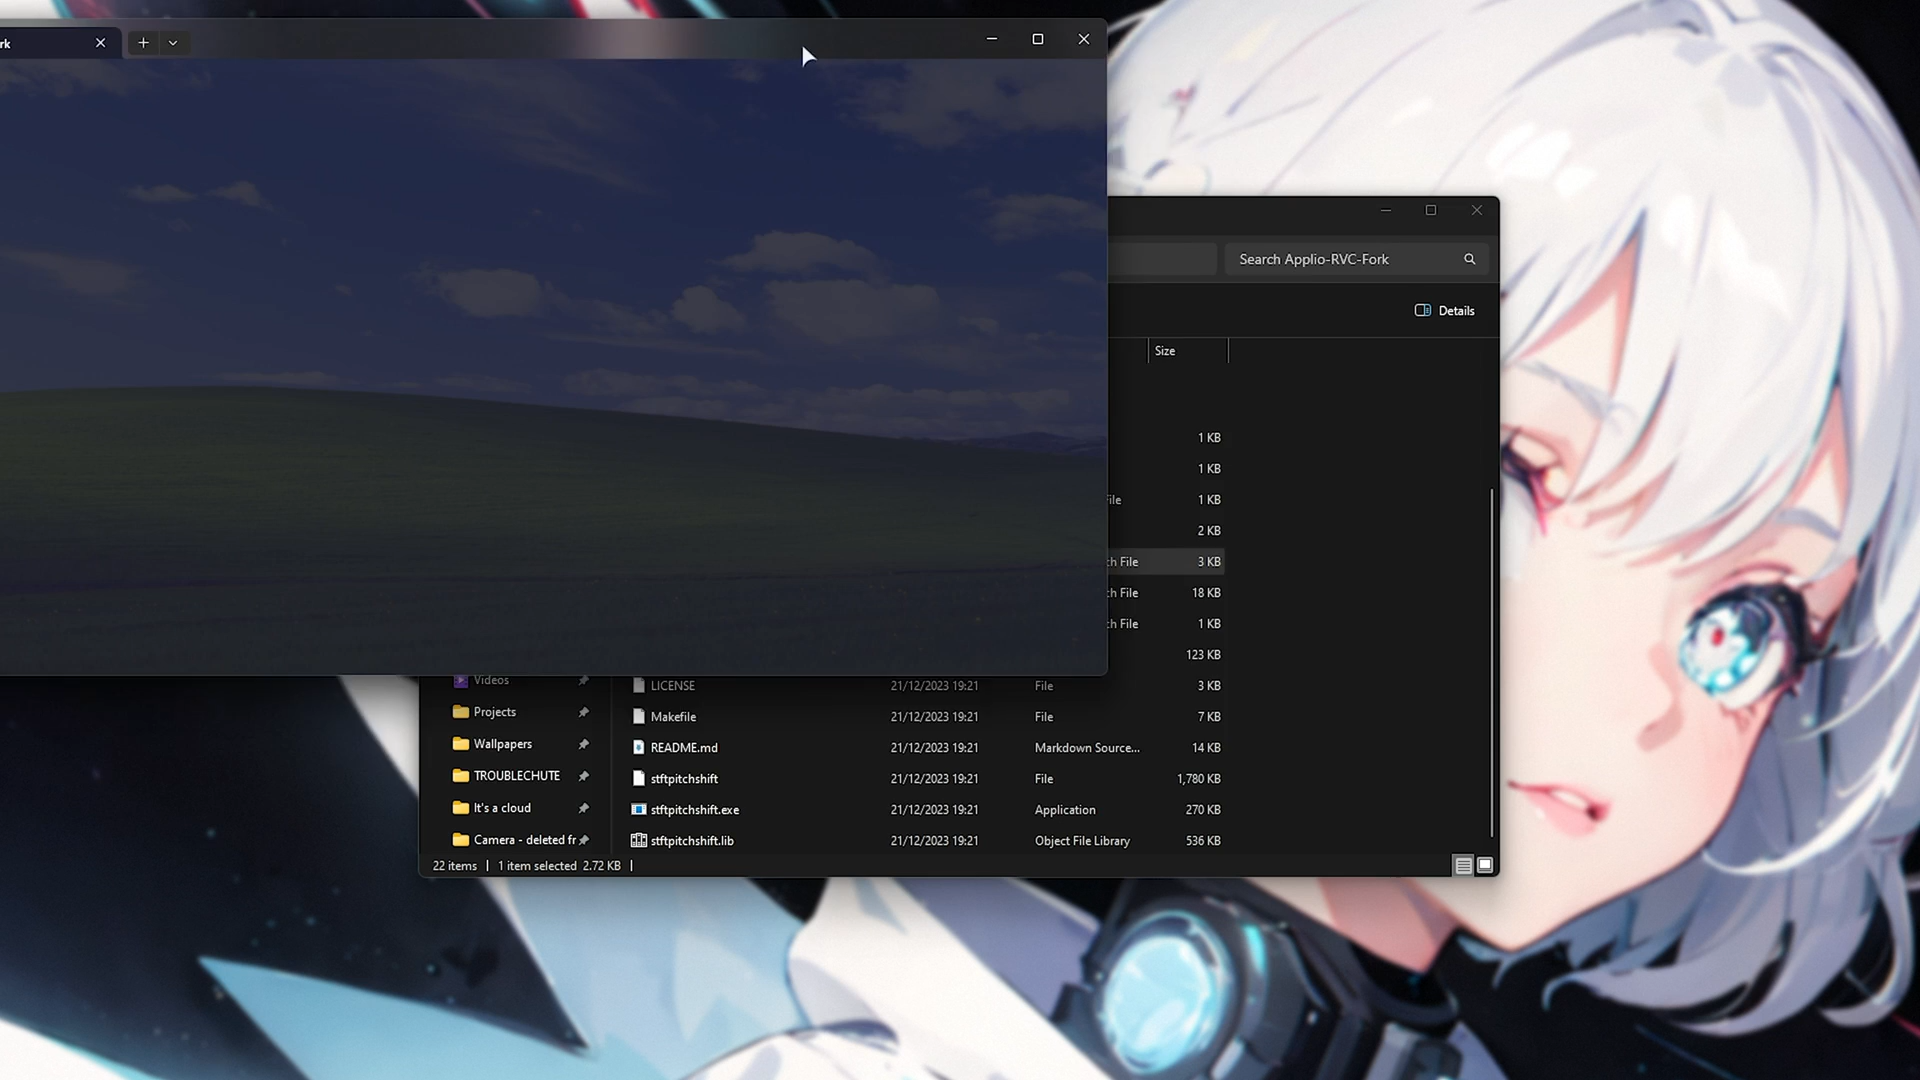 rk
Search Applio-RVC-Fork
Details
Size
1 KB
1 KB
File 1 KB
2 KB
ch File 3 KB
ch File 18 KB
ch File 1 KB
123 KB
Videos
LICENSE 21/12/2023 19:21 File 3 KB
Projects
Makefile 21/12/2023 19:21 File 7 KB
Wallpapers
README.md 21/12/2023 19:21 Markdown Source... 14 KB
TROUBLECHUTE
stftpitchshift 21/12/2023 19:21 File 1,780 KB
It's a cloud
stftpitchshift.exe 21/12/2023 19:21 Application 270 KB
Camera - deleted fr
stftpitchshift.lib 21/12/2023 19:21 Object File Library 536 KB
22 items 1 item selected 2.72 KB